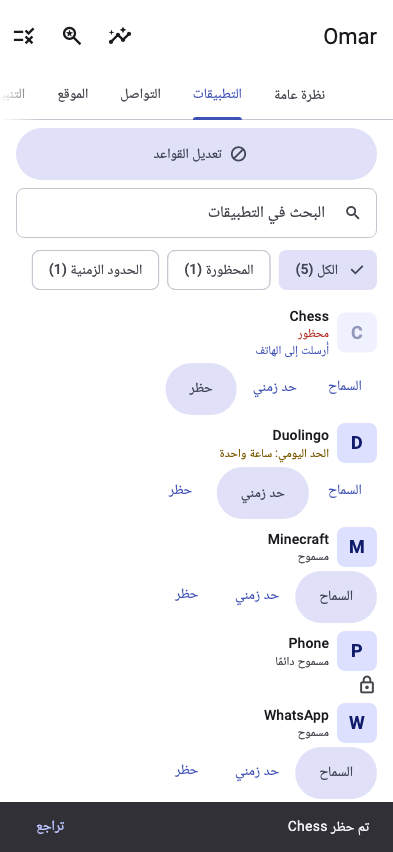 Omar
نظرة عامة
التطبيقات
التواصل
الموقع
تعديل القواعد
البحث في التطبيقات
الكل (5)
المحظورة (1)
الحدود الزمنية (1)
C
Chess
محظور
أرسلت إلى الهاتف
السماح
حد زمني
حظر
D
Duolingo
الحد اليومي: ساعة واحدة
السماح
حد زمني
حظر
M
Minecraft
مسموح
السماح
حد زمني
حظر
P
Phone
مسموح دائمًا
W
WhatsApp
مسموح
السماح
حد زمني
حظر
تم حظر Chess
تراجع